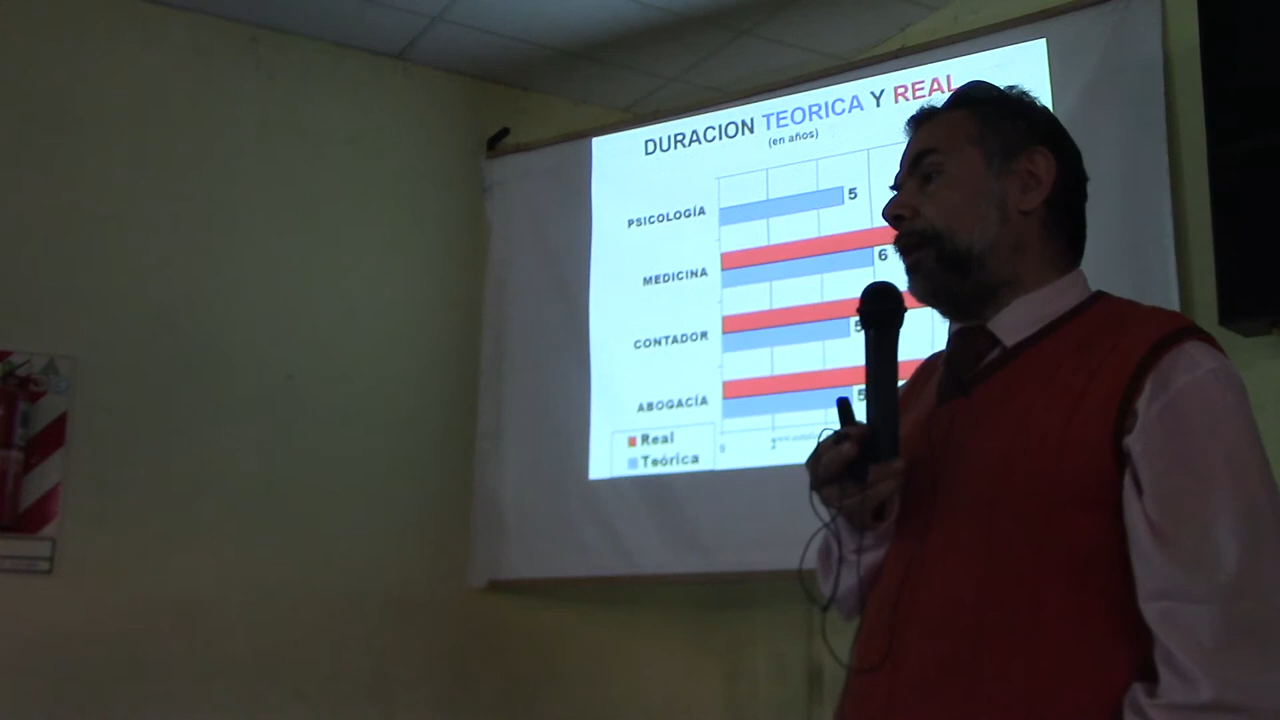 DURACION TEORICA Y REAL
(en años)
PSICOLOGÍA 5
MEDICINA 6
CONTADOR 5
ABOGACÍA 5
Real
Teórica
0 2